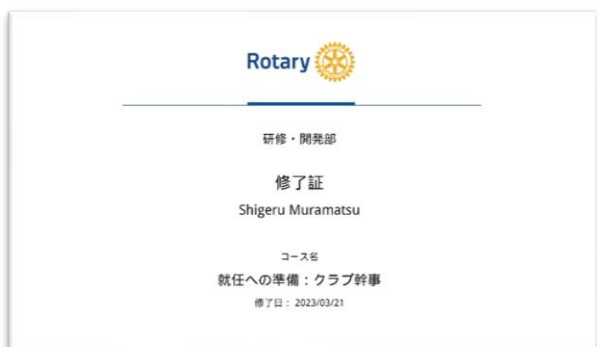 Rotary
研修・開発部
修了証
Shigeru Muramatsu
コース名
就任への準備：クラブ幹事
修了日： 2023/03/21